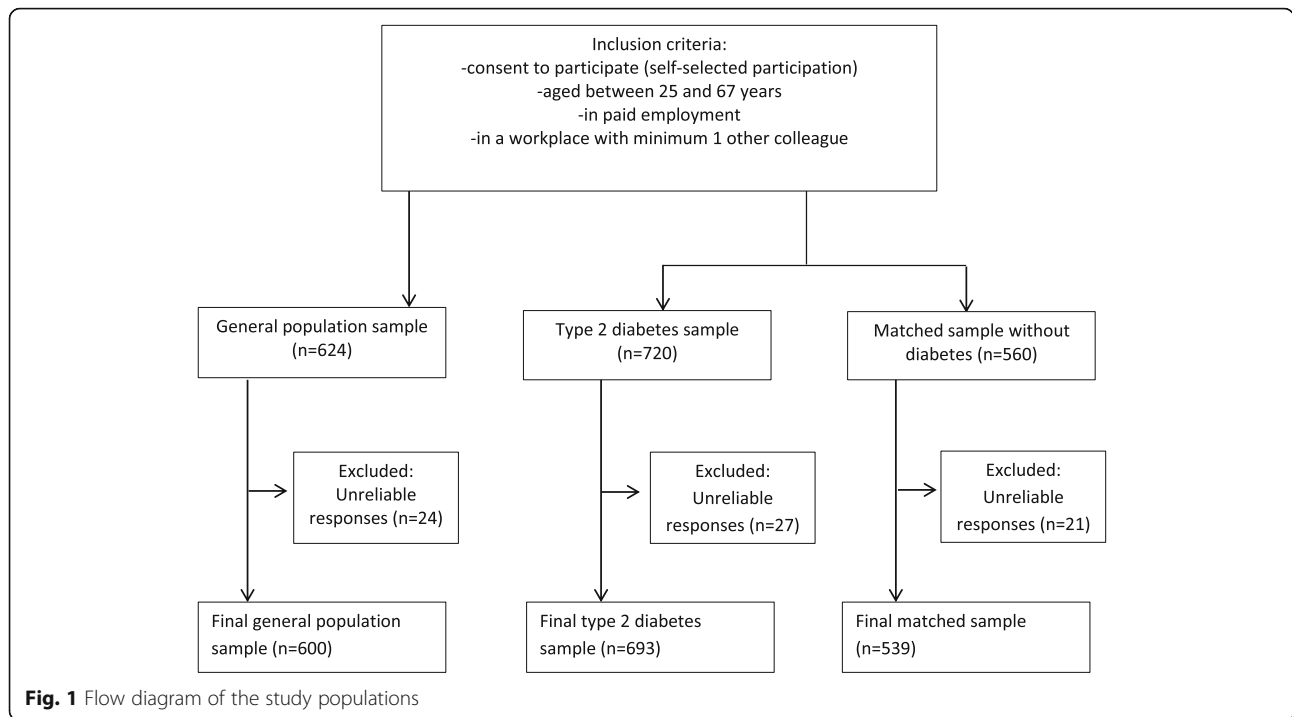 Inclusion criteria:
-consent to participate (self-selected participation)
-aged between 25 and 67 years
-in paid employment
-in a workplace with minimum 1 other colleague
General population sample
(n=624)
Type 2 diabetes sample
(n=720)
Matched sample without
diabetes (n=560)
Excluded:
Unreliable
responses (n=24)
Excluded:
Unreliable
responses (n=27)
Excluded:
Unreliable
responses (n=21)
Final general population
sample (n=600)
Final type 2 diabetes
sample (n=693)
Final matched sample
(n=539)
Fig. 1 Flow diagram of the study populations